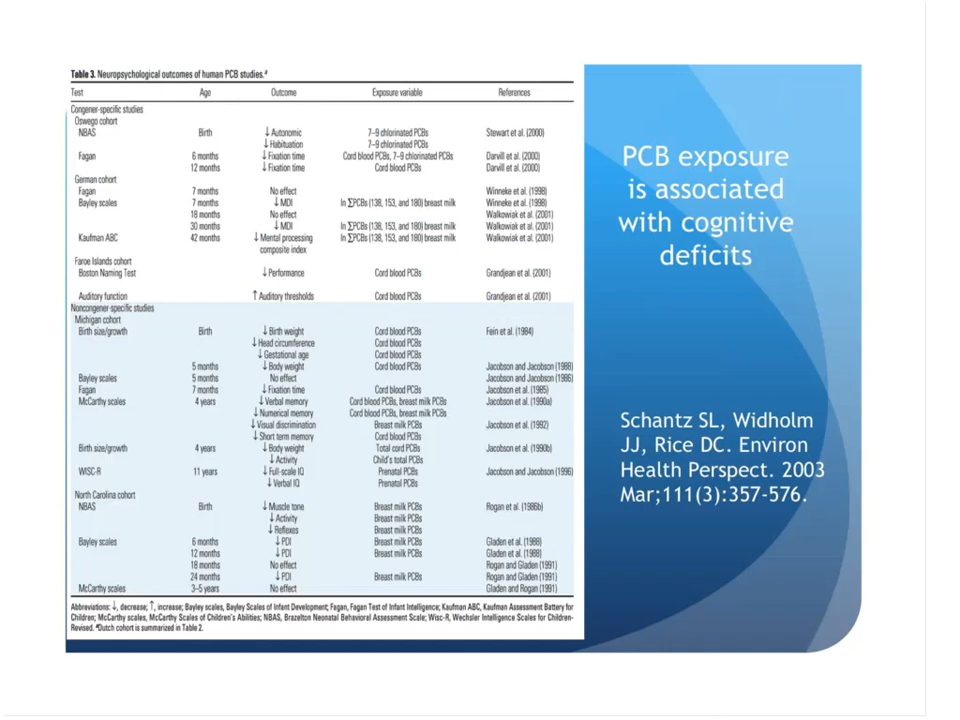 Table 3. Neuropsychological outcomes of human PCB studies.a
Test Age Outcome Exposure variable References
Congener-specific studies
Oswego cohort
NBAS Birth ↓ Autonomic 7–9 chlorinated PCBs Stewart et al. (2000)
↓ Habituation 7–9 chlorinated PCBs
Fagan 6 months ↓ Fixation time Cord blood PCBs, 7–9 chlorinated PCBs Darvill et al. (2000)
12 months ↓ Fixation time Cord blood PCBs Darvill et al. (2000)
German cohort
Fagan 7 months No effect Winneke et al. (1998)
Bayley scales 7 months ↓ MDI In ∑PCBs (138, 153, and 180) breast milk Winneke et al. (1998)
18 months No effect Walkowiak et al. (2001)
30 months ↓ MDI In ∑PCBs (138, 153, and 180) breast milk Walkowiak et al. (2001)
Kaufman ABC 42 months ↓ Mental processing In ∑PCBs (138, 153, and 180) breast milk Walkowiak et al. (2001)
composite index
Faroe Islands cohort
Boston Naming Test ↓ Performance Cord blood PCBs Grandjean et al. (2001)
Auditory function ↑ Auditory thresholds Cord blood PCBs Grandjean et al. (2001)
Noncongener-specific studies
Michigan cohort
Birth size/growth Birth ↓ Birth weight Cord blood PCBs Fein et al. (1984)
↓ Head circumference Cord blood PCBs
↓ Gestational age Cord blood PCBs
5 months ↓ Body weight Cord blood PCBs Jacobson and Jacobson (1988)
Bayley scales 5 months No effect Jacobson and Jacobson (1986)
Fagan 7 months ↓ Fixation time Cord blood PCBs Jacobson et al. (1985)
McCarthy scales 4 years ↓ Verbal memory Cord blood PCBs, breast milk PCBs Jacobson et al. (1990a)
↓ Numerical memory Cord blood PCBs, breast milk PCBs
↓ Visual discrimination Breast milk PCBs Jacobson et al. (1992)
↓ Short term memory Cord blood PCBs
Birth size/growth 4 years ↓ Body weight Total cord PCBs Jacobson et al. (1990b)
↓ Activity Child's total PCBs
WISC-R 11 years ↓ Full-scale IQ Prenatal PCBs Jacobson and Jacobson (1996)
↓ Verbal IQ Prenatal PCBs
North Carolina cohort
NBAS Birth ↓ Muscle tone Breast milk PCBs Rogan et al. (1986b)
↓ Activity Breast milk PCBs
↓ Reflexes Breast milk PCBs
Bayley scales 6 months ↓ PDI Breast milk PCBs Gladen et al. (1988)
12 months ↓ PDI Breast milk PCBs Gladen et al. (1988)
18 months No effect Rogan and Gladen (1991)
24 months ↓ PDI Breast milk PCBs Rogan and Gladen (1991)
McCarthy scales 3–5 years No effect Gladen and Rogan (1991)
Abbreviations: ↓, decrease; ↑, increase; Bayley scales, Bayley Scales of Infant Development; Fagan, Fagan Test of Infant Intelligence; Kaufman ABC, Kaufman Assessment Battery for
Children; McCarthy scales, McCarthy Scales of Children's Abilities; NBAS, Brazelton Neonatal Behavioral Assessment Scale; Wisc-R, Wechsler Intelligence Scales for Children-
Revised. aDutch cohort is summarized in Table 2.
PCB exposure
is associated
with cognitive
deficits
Schantz SL, Widholm
JJ, Rice DC. Environ
Health Perspect. 2003
Mar;111(3):357-576.